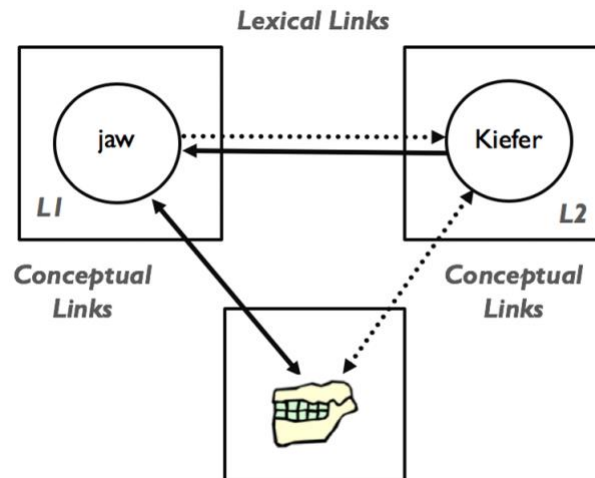 Lexical Links
jaw
Kiefer
L1
L2
Conceptual
Links
Conceptual
Links